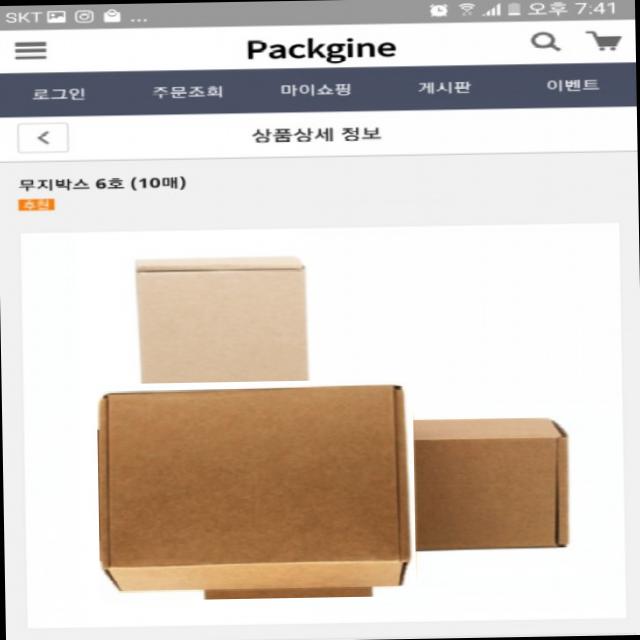 SKT ... 오후 7:41
Packgine
로그인 주문조회 마이쇼핑 게시판 이벤트
상품상세 정보
무지박스 6호 (10매)
추천